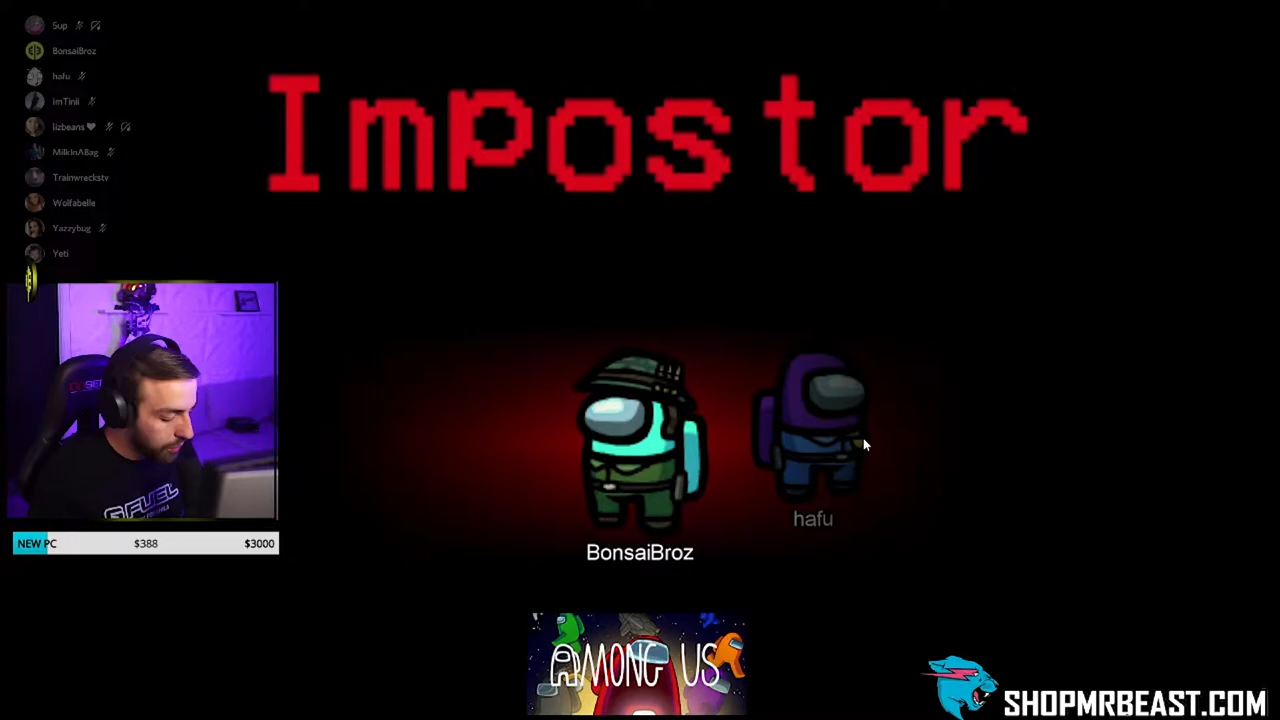 Sup
BonsaiBroz
hafu
imTinii
lizbeans
MilkInABag
Trainwreckstv
Wolfabelle
Yazzybug
Yeti
Impostor
G FUEL
NEW PC $388 $3000
BonsaiBroz
hafu
AMONG US
SHOPMRBEAST.COM